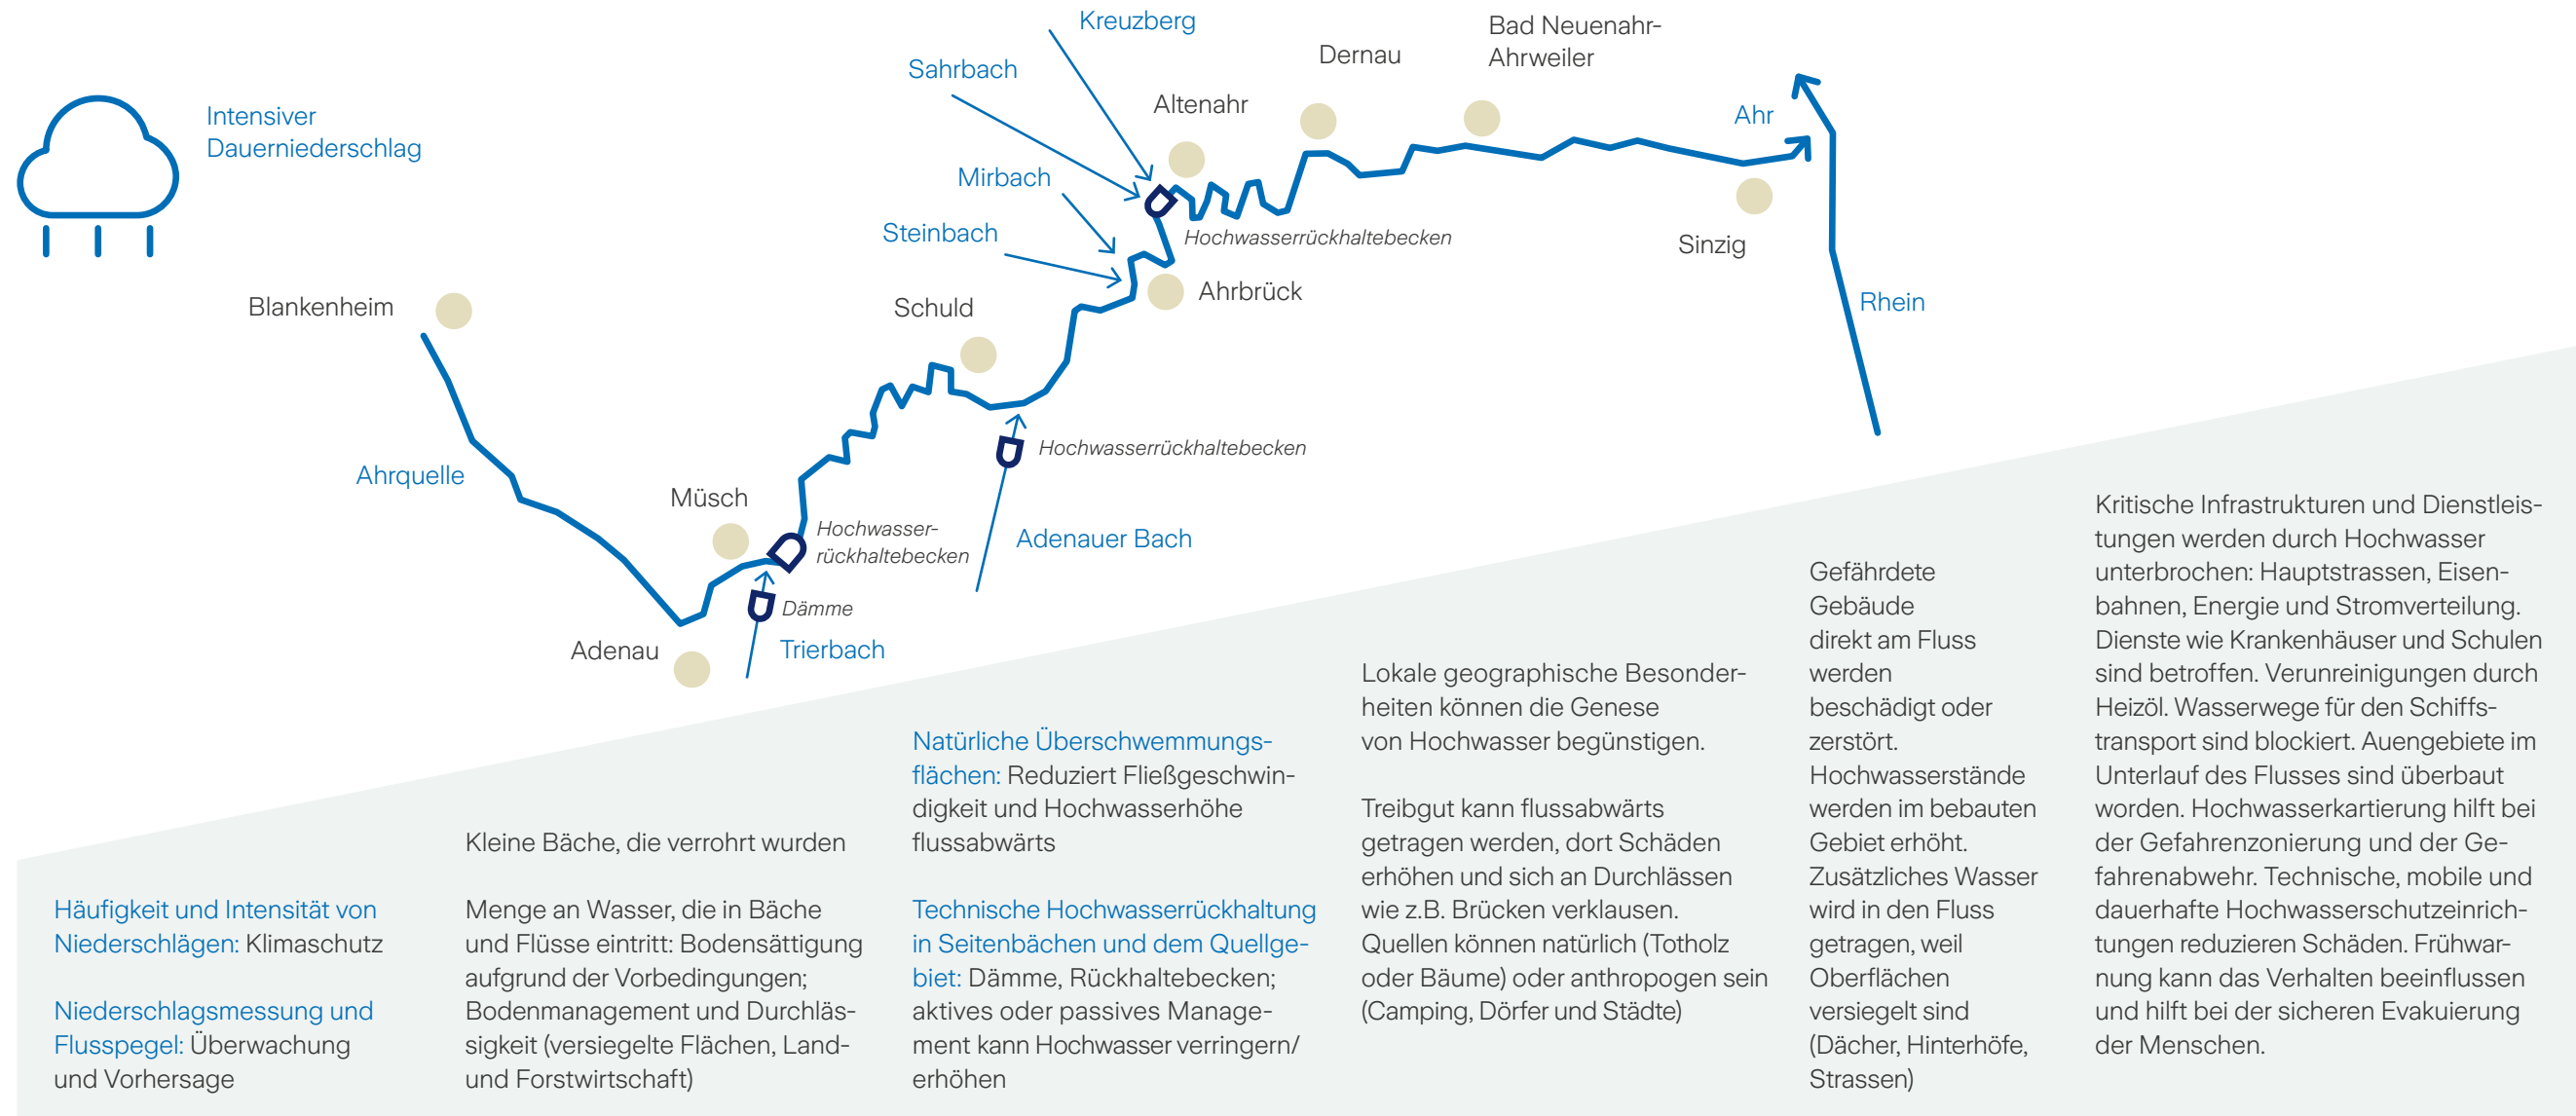 Intensiver
Dauerniederschlag
Blankenheim
Ahrquelle
Adenau
Müsch
Trierbach
Dämme
Hochwasser-
rückhaltebecken
Schuld
Adenauer Bach
Hochwasserrückhaltebecken
Steinbach
Mirbach
Sahrbach
Kreuzberg
Ahrbrück
Altenahr
Hochwasserrückhaltebecken
Dernau
Bad Neuenahr-
Ahrweiler
Ahr
Sinzig
Rhein
Häufigkeit und Intensität von
Niederschlägen: Klimaschutz
Niederschlagsmessung und
Flusspegel: Überwachung
und Vorhersage
Kleine Bäche, die verrohrt wurden
Menge an Wasser, die in Bäche
und Flüsse eintritt: Bodensättigung
aufgrund der Vorbedingungen;
Bodenmanagement und Durchläs-
sigkeit (versiegelte Flächen, Land-
und Forstwirtschaft)
Natürliche Überschwemmungs-
flächen: Reduziert Fließgeschwin-
digkeit und Hochwasserhöhe
flussabwärts
Technische Hochwasserrückhaltung
in Seitenbächen und dem Quellge-
biet: Dämme, Rückhaltebecken;
aktives oder passives Manage-
ment kann Hochwasser verringern/
erhöhen
Lokale geographische Besonder-
heiten können die Genese
von Hochwasser begünstigen.
Treibgut kann flussabwärts
getragen werden, dort Schäden
erhöhen und sich an Durchlässen
wie z.B. Brücken verklausen.
Quellen können natürlich (Totholz
oder Bäume) oder anthropogen sein
(Camping, Dörfer und Städte)
Gefährdete
Gebäude
direkt am Fluss
werden
beschädigt oder
zerstört.
Hochwasserstände
werden im bebauten
Gebiet erhöht.
Zusätzliches Wasser
wird in den Fluss
getragen, weil
Oberflächen
versiegelt sind
(Dächer, Hinterhöfe,
Strassen)
Kritische Infrastrukturen und Dienstleis-
tungen werden durch Hochwasser
unterbrochen: Hauptstrassen, Eisen-
bahnen, Energie und Stromverteilung.
Dienste wie Krankenhäuser und Schulen
sind betroffen. Verunreinigungen durch
Heizöl. Wasserwege für den Schiffs-
transport sind blockiert. Auengebiete im
Unterlauf des Flusses sind überbaut
worden. Hochwasserkartierung hilft bei
der Gefahrenzonierung und der Ge-
fahrenabwehr. Technische, mobile und
dauerhafte Hochwasserschutzeinrich-
tungen reduzieren Schäden. Frühwar-
nung kann das Verhalten beeinflussen
und hilft bei der sicheren Evakuierung
der Menschen.